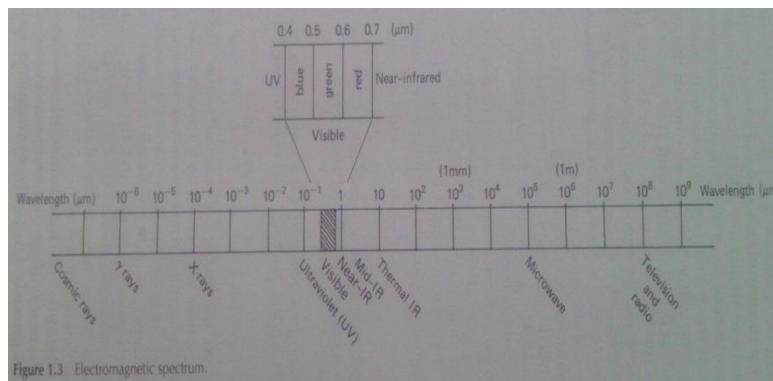 0.4 0.5 0.6 0.7 (μm)
UV blue green red Near-infrared
Visible
(1mm) (1m)
Wavelength (μm) 10⁻⁶ 10⁻⁵ 10⁻⁴ 10⁻³ 10⁻² 10⁻¹ 1 10 10² 10³ 10⁴ 10⁵ 10⁶ 10⁷ 10⁸ 10⁹ Wavelength (μm
Cosmic rays
γ rays
X rays
Ultraviolet (UV)
Visible
Near-IR
Mid-IR
Thermal IR
Microwave
Television
and
radio
Figure 1.3 Electromagnetic spectrum.